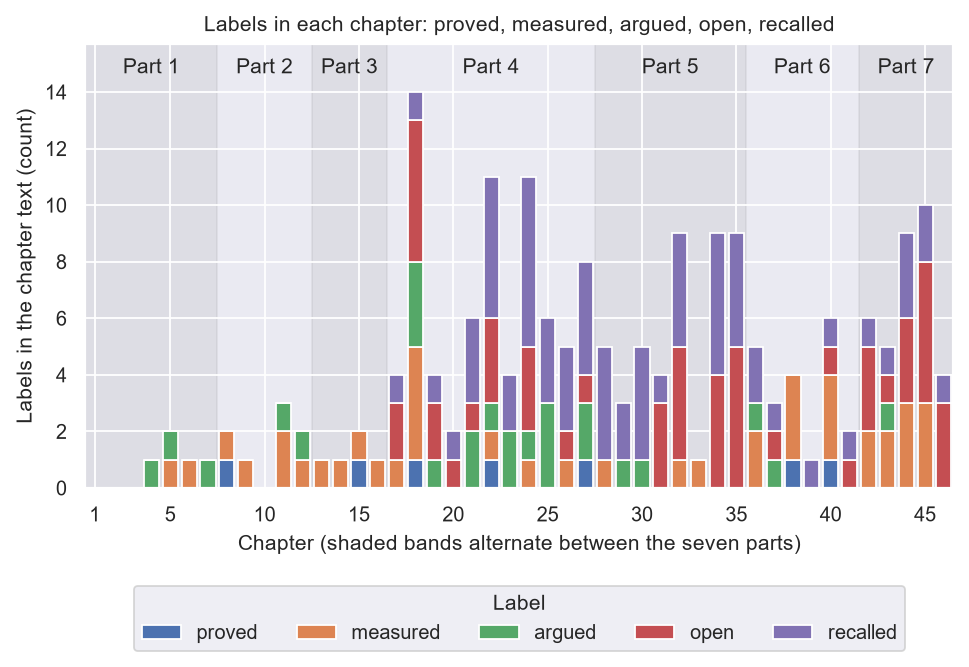 Labels in each chapter: proved, measured, argued, open, recalled
Part 1 Part 2 Part 3 Part 4 Part 5 Part 6 Part 7
Labels in the chapter text (count)
14
12
10
8
6
4
2
0
1 5 10 15 20 25 30 35 40 45
Chapter (shaded bands alternate between the seven parts)
Label
proved measured argued open recalled